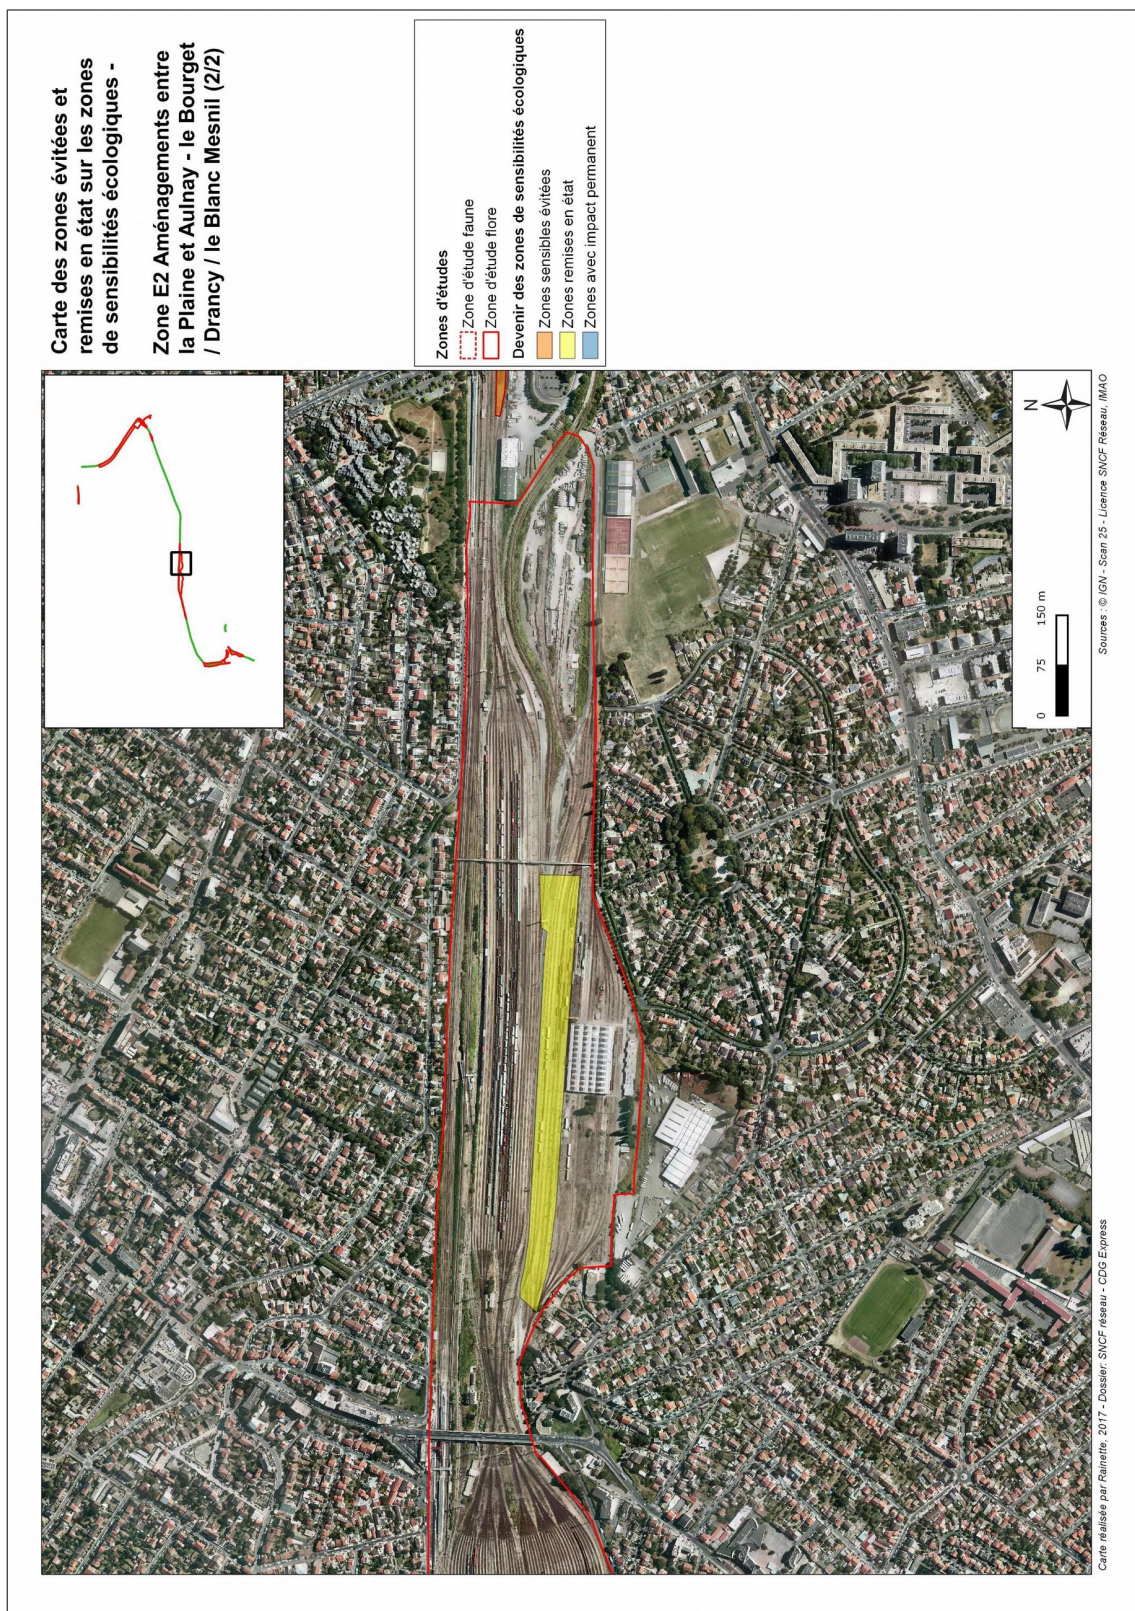 Carte des zones évitées et
remises en état sur les zones
de sensibilités écologiques -
Zone E2 Aménagements entre
la Plaine et Aulnay - le Bourget
/ Drancy / le Blanc Mesnil (2/2)
Zones d'études
Zone d'étude faune
Zone d'étude flore
Devenir des zones de sensibilités écologiques
Zones sensibles évitées
Zones remises en état
Zones avec impact permanent
N
0 75 150 m
Carte réalisée par Rainette, 2017 - Dossier: SNCF réseau - CDG Express
Sources : © IGN - Scan 25 - Licence SNCF Réseau, IMAO